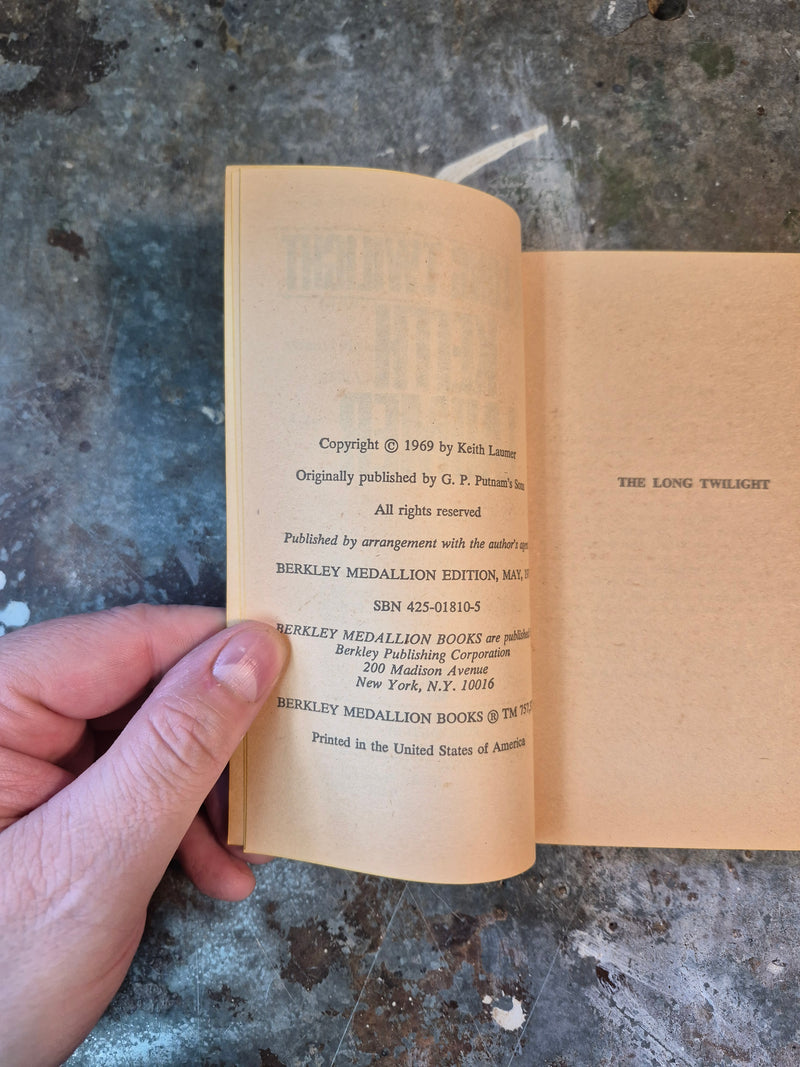 Copyright © 1969 by Keith Laumer
Originally published by G. P. Putnam's Sons
All rights reserved
Published by arrangement with the author's
BERKLEY MEDALLION EDITION, MAY,
SBN 425-01810-5
BERKLEY MEDALLION BOOKS are published
Berkley Publishing Corporation
200 Madison Avenue
New York, N.Y. 10016
BERKLEY MEDALLION BOOKS ® TM
Printed in the United States of America
THE LONG TWILIGHT